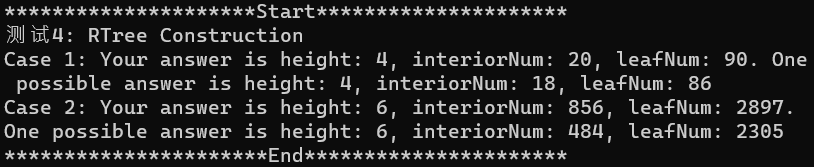 *********************Start*********************
测试4: RTree Construction
Case 1: Your answer is height: 4, interiorNum: 20, leafNum: 90. One
 possible answer is height: 4, interiorNum: 18, leafNum: 86
Case 2: Your answer is height: 6, interiorNum: 856, leafNum: 2897.
One possible answer is height: 6, interiorNum: 484, leafNum: 2305
**********************End**********************